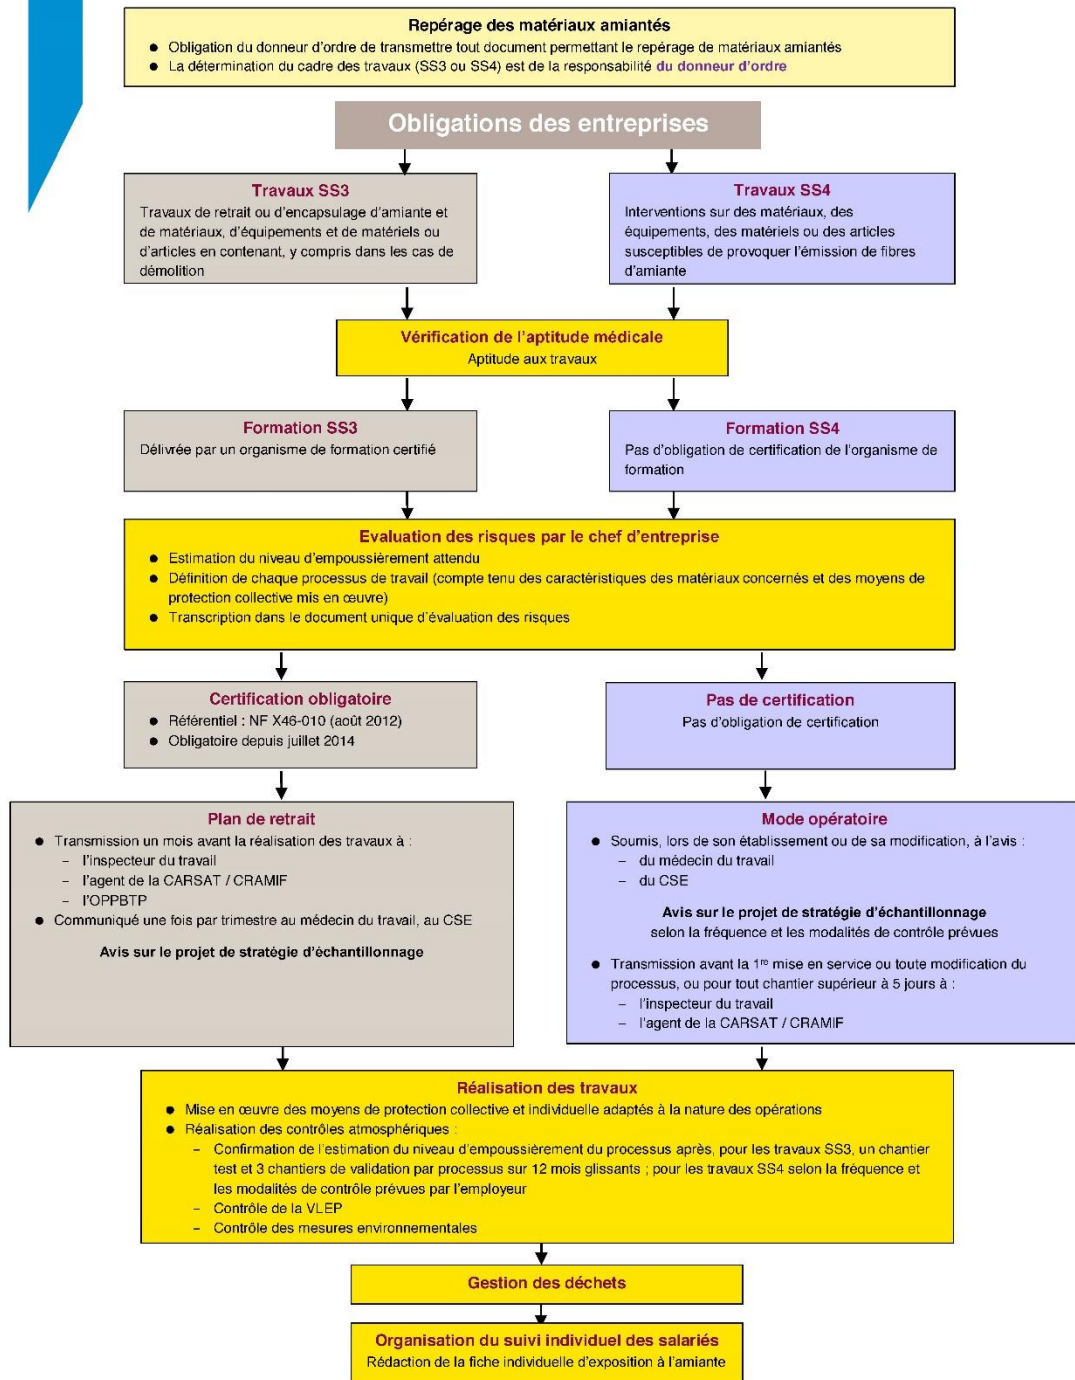 Repérage des matériaux amiantés
● Obligation du donneur d'ordre de transmettre tout document permettant le repérage de matériaux amiantés
● La détermination du cadre des travaux (SS3 ou SS4) est de la responsabilité du donneur d'ordre
Obligations des entreprises
Travaux SS3
Travaux de retrait ou d'encapsulage d'amiante et
de matériaux, d'équipements et de matériels ou
d'articles en contenant, y compris dans les cas de
démolition
Travaux SS4
Interventions sur des matériaux, des
équipements, des matériels ou des articles
susceptibles de provoquer l'émission de fibres
d'amiante
Vérification de l'aptitude médicale
Aptitude aux travaux
Formation SS3
Délivrée par un organisme de formation certifié
Formation SS4
Pas d'obligation de certification de l'organisme de
formation
Evaluation des risques par le chef d'entreprise
● Estimation du niveau d'empoussièrement attendu
● Définition de chaque processus de travail (compte tenu des caractéristiques des matériaux concernés et des moyens de
protection collective mis en œuvre)
● Transcription dans le document unique d'évaluation des risques
Certification obligatoire
● Référentiel : NF X46-010 (août 2012)
● Obligatoire depuis juillet 2014
Pas de certification
Pas d'obligation de certification
Plan de retrait
● Transmission un mois avant la réalisation des travaux à :
– l'inspecteur du travail
– l'agent de la CARSAT / CRAMIF
– l'OPPBTP
● Communiqué une fois par trimestre au médecin du travail, au CSE
Avis sur le projet de stratégie d'échantillonnage
Mode opératoire
● Soumis, lors de son établissement ou de sa modification, à l'avis :
– du médecin du travail
– du CSE
Avis sur le projet de stratégie d'échantillonnage
selon la fréquence et les modalités de contrôle prévues
● Transmission avant la 1re mise en service ou toute modification du
processus, ou pour tout chantier supérieur à 5 jours à :
– l'inspecteur du travail
– l'agent de la CARSAT / CRAMIF
Réalisation des travaux
● Mise en œuvre des moyens de protection collective et individuelle adaptés à la nature des opérations
● Réalisation des contrôles atmosphériques :
– Confirmation de l'estimation du niveau d'empoussièrement du processus après, pour les travaux SS3, un chantier
test et 3 chantiers de validation par processus sur 12 mois glissants ; pour les travaux SS4 selon la fréquence et
les modalités de contrôle prévues par l'employeur
– Contrôle de la VLEP
– Contrôle des mesures environnementales
Gestion des déchets
Organisation du suivi individuel des salariés
Rédaction de la fiche individuelle d'exposition à l'amiante